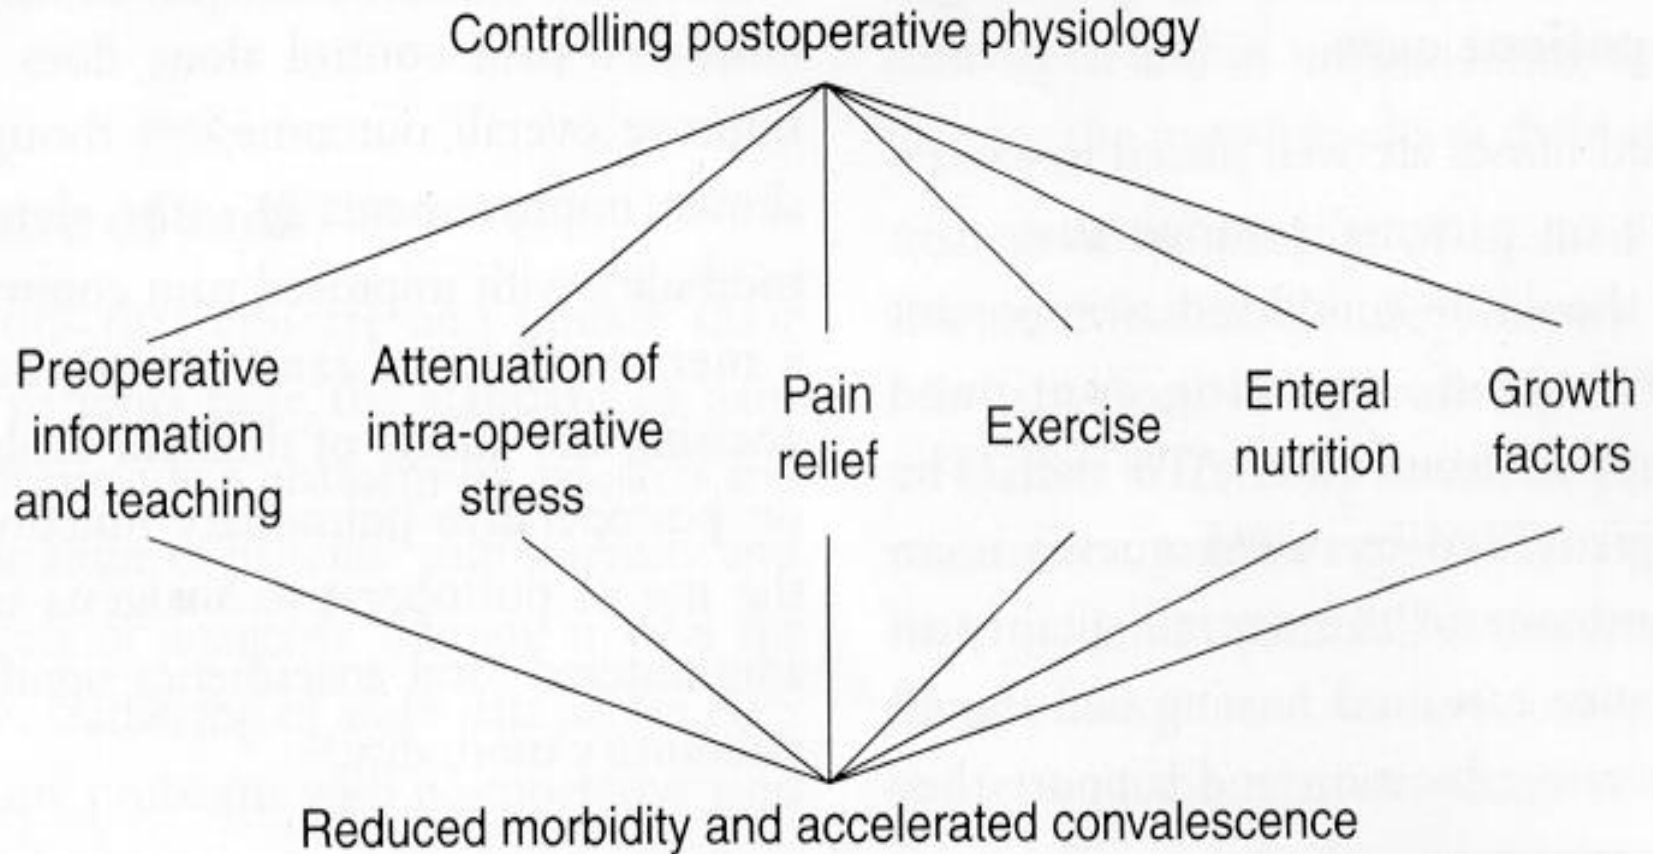 Controlling postoperative physiology
Preoperative
information
and teaching
Attenuation of
intra-operative
stress
Pain
relief
Exercise
Enteral
nutrition
Growth
factors
Reduced morbidity and accelerated convalescence